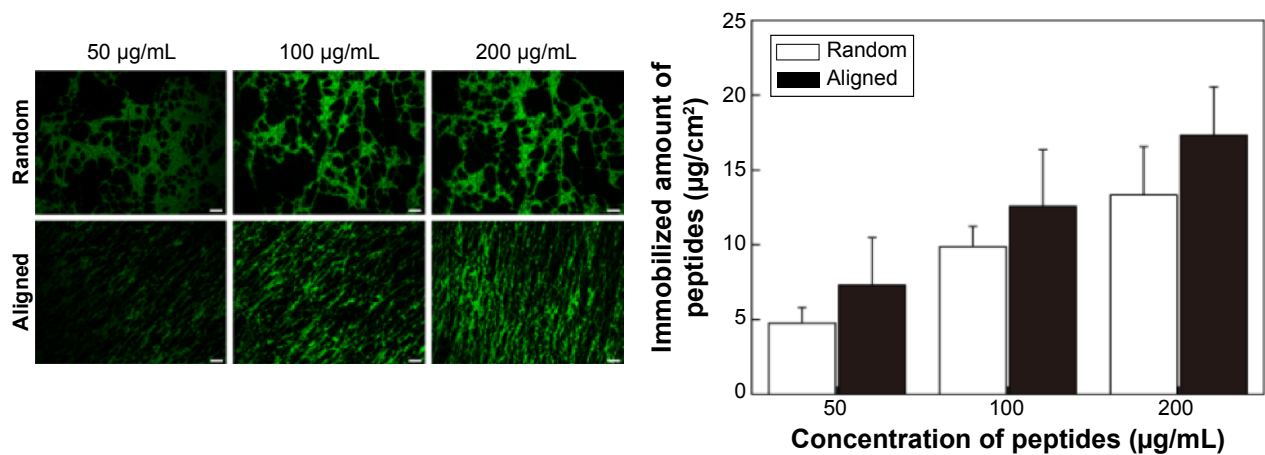 50 µg/mL 100 µg/mL 200 µg/mL
Random
Aligned
Immobilized amount of
peptides (µg/cm²)
25
20
15
10
5
0
Random
Aligned
50 100 200
Concentration of peptides (µg/mL)